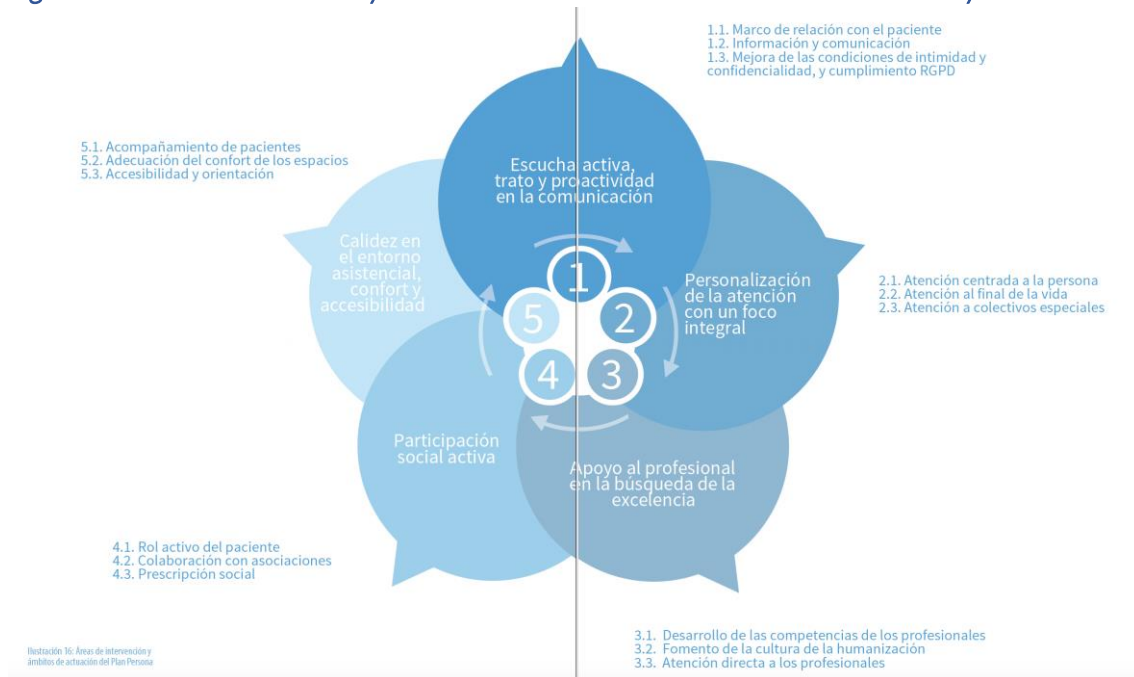 1.1. Marco de relación con el paciente
1.2. Información y comunicación
1.3. Mejora de las condiciones de intimidad y
confidencialidad, y cumplimiento RGPD
5.1. Acompañamiento de pacientes
5.2. Adecuación del confort de los espacios
5.3. Accesibilidad y orientación
Escucha activa,
trato y proactividad
en la comunicación
Calidez en
el entorno
asistencial,
confort y
accesibilidad
Personalización
de la atención
con un foco
integral
2.1. Atención centrada a la persona
2.2. Atención al final de la vida
2.3. Atención a colectivos especiales
1
2
3
4
5
Participación
social activa
Apoyo al profesional
en la búsqueda de la
excelencia
4.1. Rol activo del paciente
4.2. Colaboración con asociaciones
4.3. Prescripción social
3.1. Desarrollo de las competencias de los profesionales
3.2. Fomento de la cultura de la humanización
3.3. Atención directa a los profesionales
Ilustración 16: Áreas de intervención y
ámbitos de actuación del Plan Persona